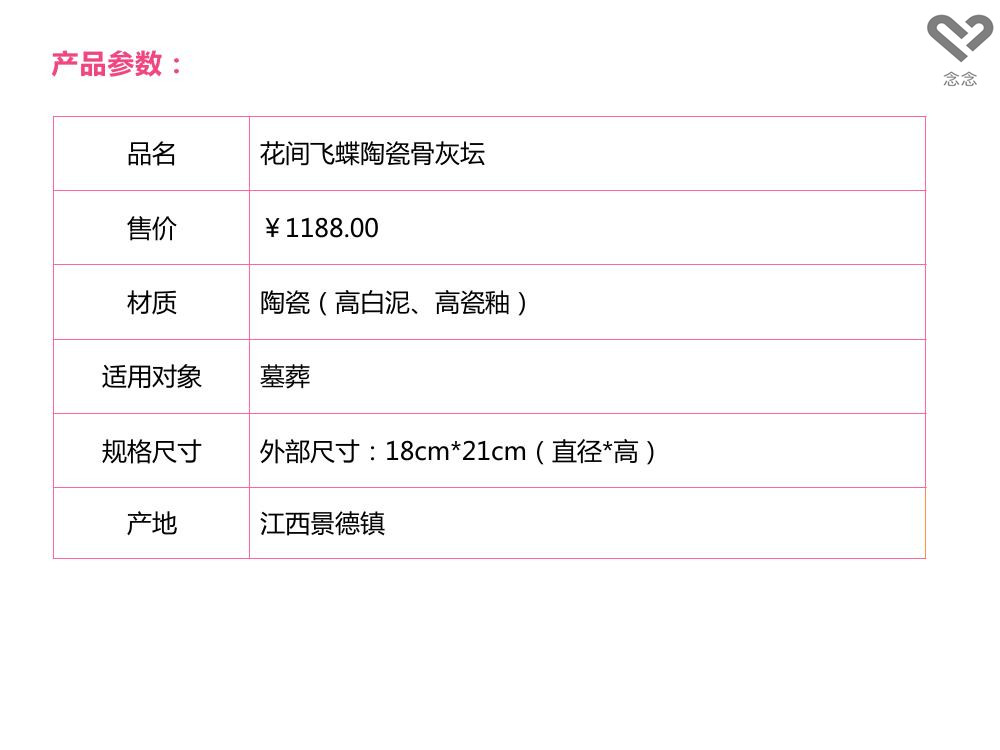 产品参数：
念念
品名 花间飞蝶陶瓷骨灰坛
售价 ￥1188.00
材质 陶瓷（高白泥、高瓷釉）
适用对象 墓葬
规格尺寸 外部尺寸：18cm*21cm（直径*高）
产地 江西景德镇